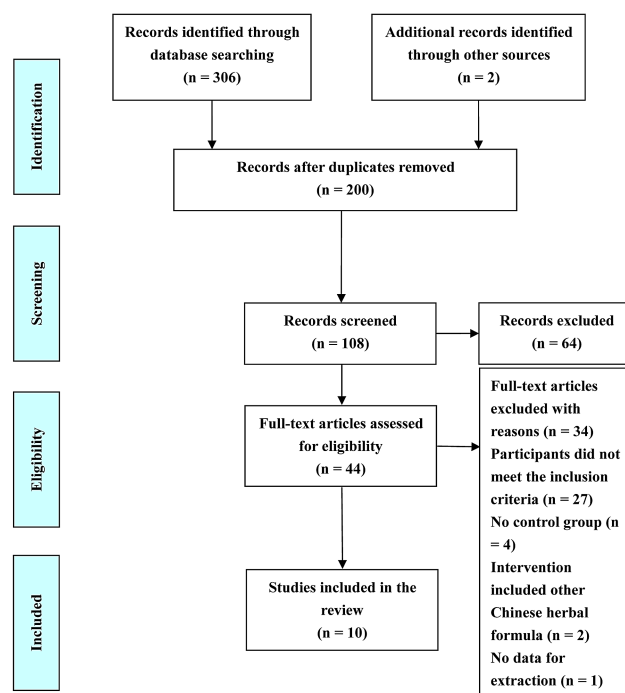 Records identified through
database searching
(n = 306)
Additional records identified
through other sources
(n = 2)
Identification
Records after duplicates removed
(n = 200)
Screening
Records screened
(n = 108)
Records excluded
(n = 64)
Eligibility
Full-text articles assessed
for eligibility
(n = 44)
Full-text articles
excluded with
reasons (n = 34)
Participants did not
meet the inclusion
criteria (n = 27)
No control group (n
= 4)
Intervention
included other
Chinese herbal
formula (n = 2)
No data for
extraction (n = 1)
Included
Studies included in the
review
(n = 10)